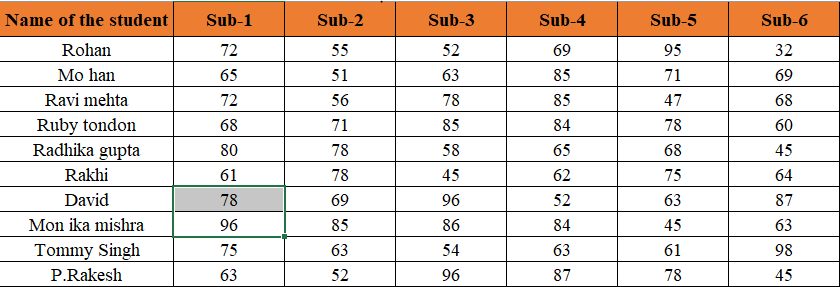 Name of the student Sub-1 Sub-2 Sub-3 Sub-4 Sub-5 Sub-6
Rohan 72 55 52 69 95 32
Mo han 65 51 63 85 71 69
Ravi mehta 72 56 78 85 47 68
Ruby tondon 68 71 85 84 78 60
Radhika gupta 80 78 58 65 68 45
Rakhi 61 78 45 62 75 64
David 78 69 96 52 63 87
Mon ika mishra 96 85 86 84 45 63
Tommy Singh 75 63 54 63 61 98
P.Rakesh 63 52 96 87 78 45